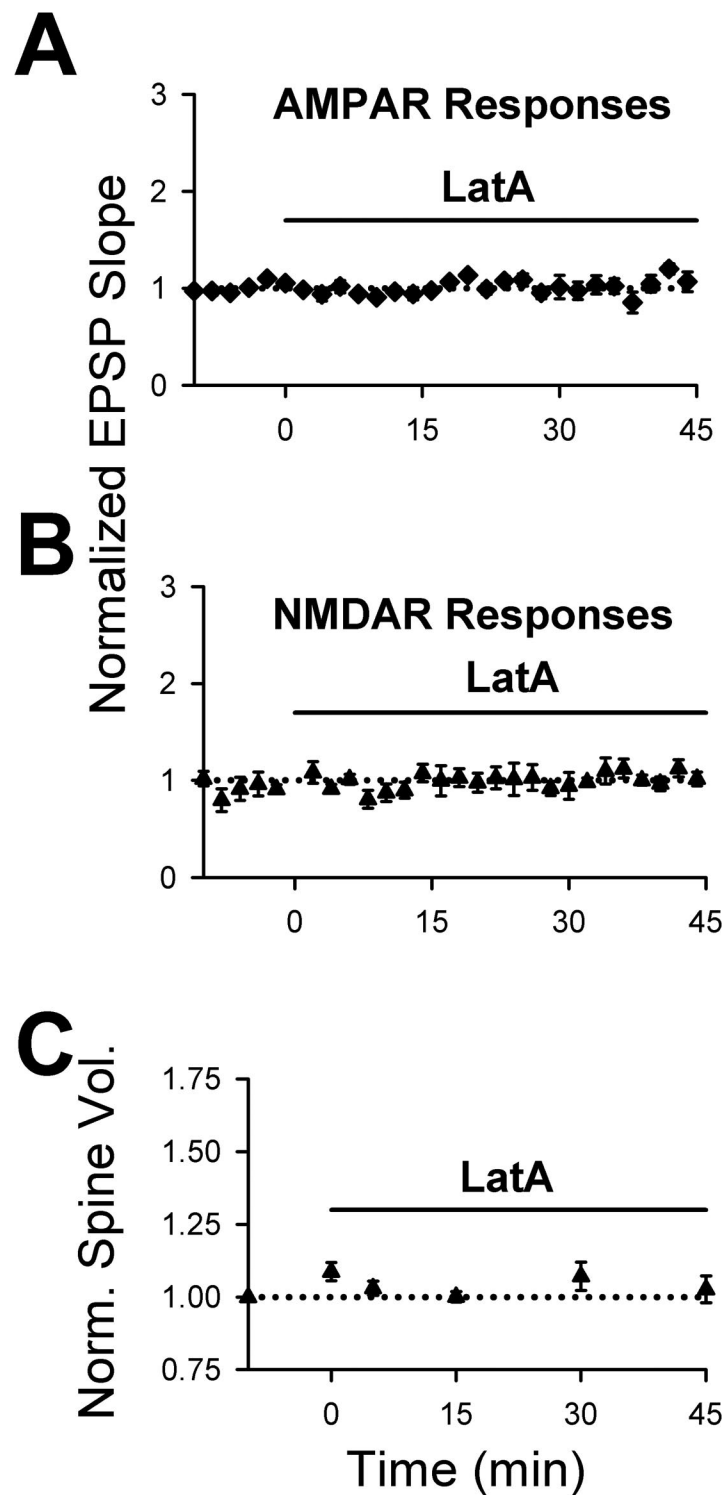 A
Normalized EPSP Slope
AMPAR Responses
LatA
3
2
1
0
0 15 30 45
B
NMDAR Responses
LatA
3
2
1
0
0 15 30 45
C
Norm. Spine Vol.
LatA
1.75
1.50
1.25
1.00
0.75
0 15 30 45
Time (min)